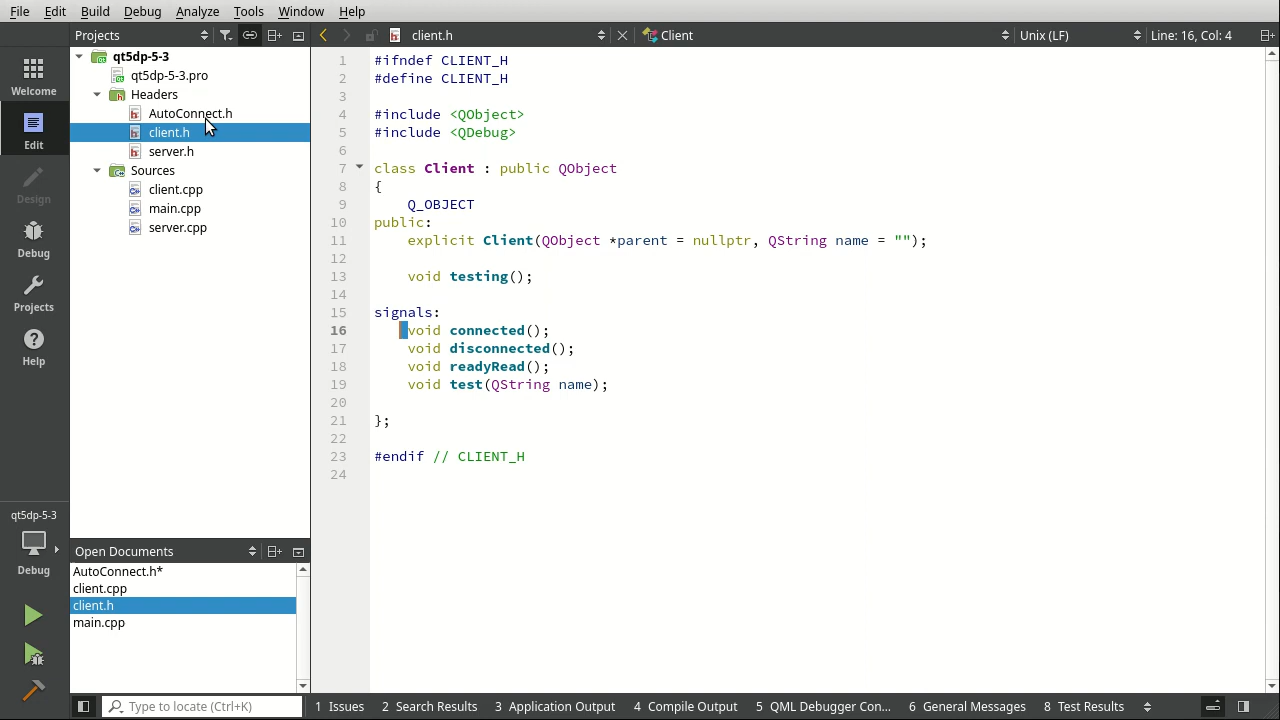 File Edit Build Debug Analyze Tools Window Help
Projects client.h Client Unix (LF) Line: 16, Col: 4
Welcome
Edit
Design
Debug
Projects
Help
qt5dp-5-3
Debug
qt5dp-5-3
qt5dp-5-3.pro
Headers
AutoConnect.h
client.h
server.h
Sources
client.cpp
main.cpp
server.cpp
Open Documents
AutoConnect.h*
client.cpp
client.h
main.cpp
1 #ifndef CLIENT_H
2 #define CLIENT_H
3
4 #include <QObject>
5 #include <QDebug>
6
7 class Client : public QObject
8 {
9 Q_OBJECT
10 public:
11 explicit Client(QObject *parent = nullptr, QString name = "");
12
13 void testing();
14
15 signals:
16 void connected();
17 void disconnected();
18 void readyRead();
19 void test(QString name);
20
21 };
22
23 #endif // CLIENT_H
24
Type to locate (Ctrl+K) 1 Issues 2 Search Results 3 Application Output 4 Compile Output 5 QML Debugger Con... 6 General Messages 8 Test Results